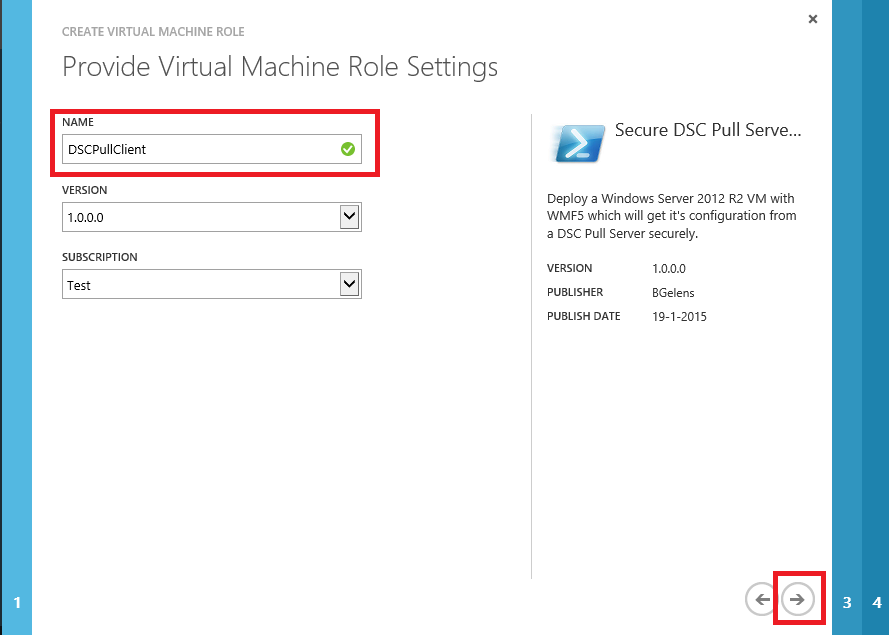 CREATE VIRTUAL MACHINE ROLE
Provide Virtual Machine Role Settings
NAME
DSCPullClient
VERSION
1.0.0.0
SUBSCRIPTION
Test
Secure DSC Pull Serve...
Deploy a Windows Server 2012 R2 VM with
WMF5 which will get it's configuration from
a DSC Pull Server securely.
VERSION 1.0.0.0
PUBLISHER BGelens
PUBLISH DATE 19-1-2015
1
3
4